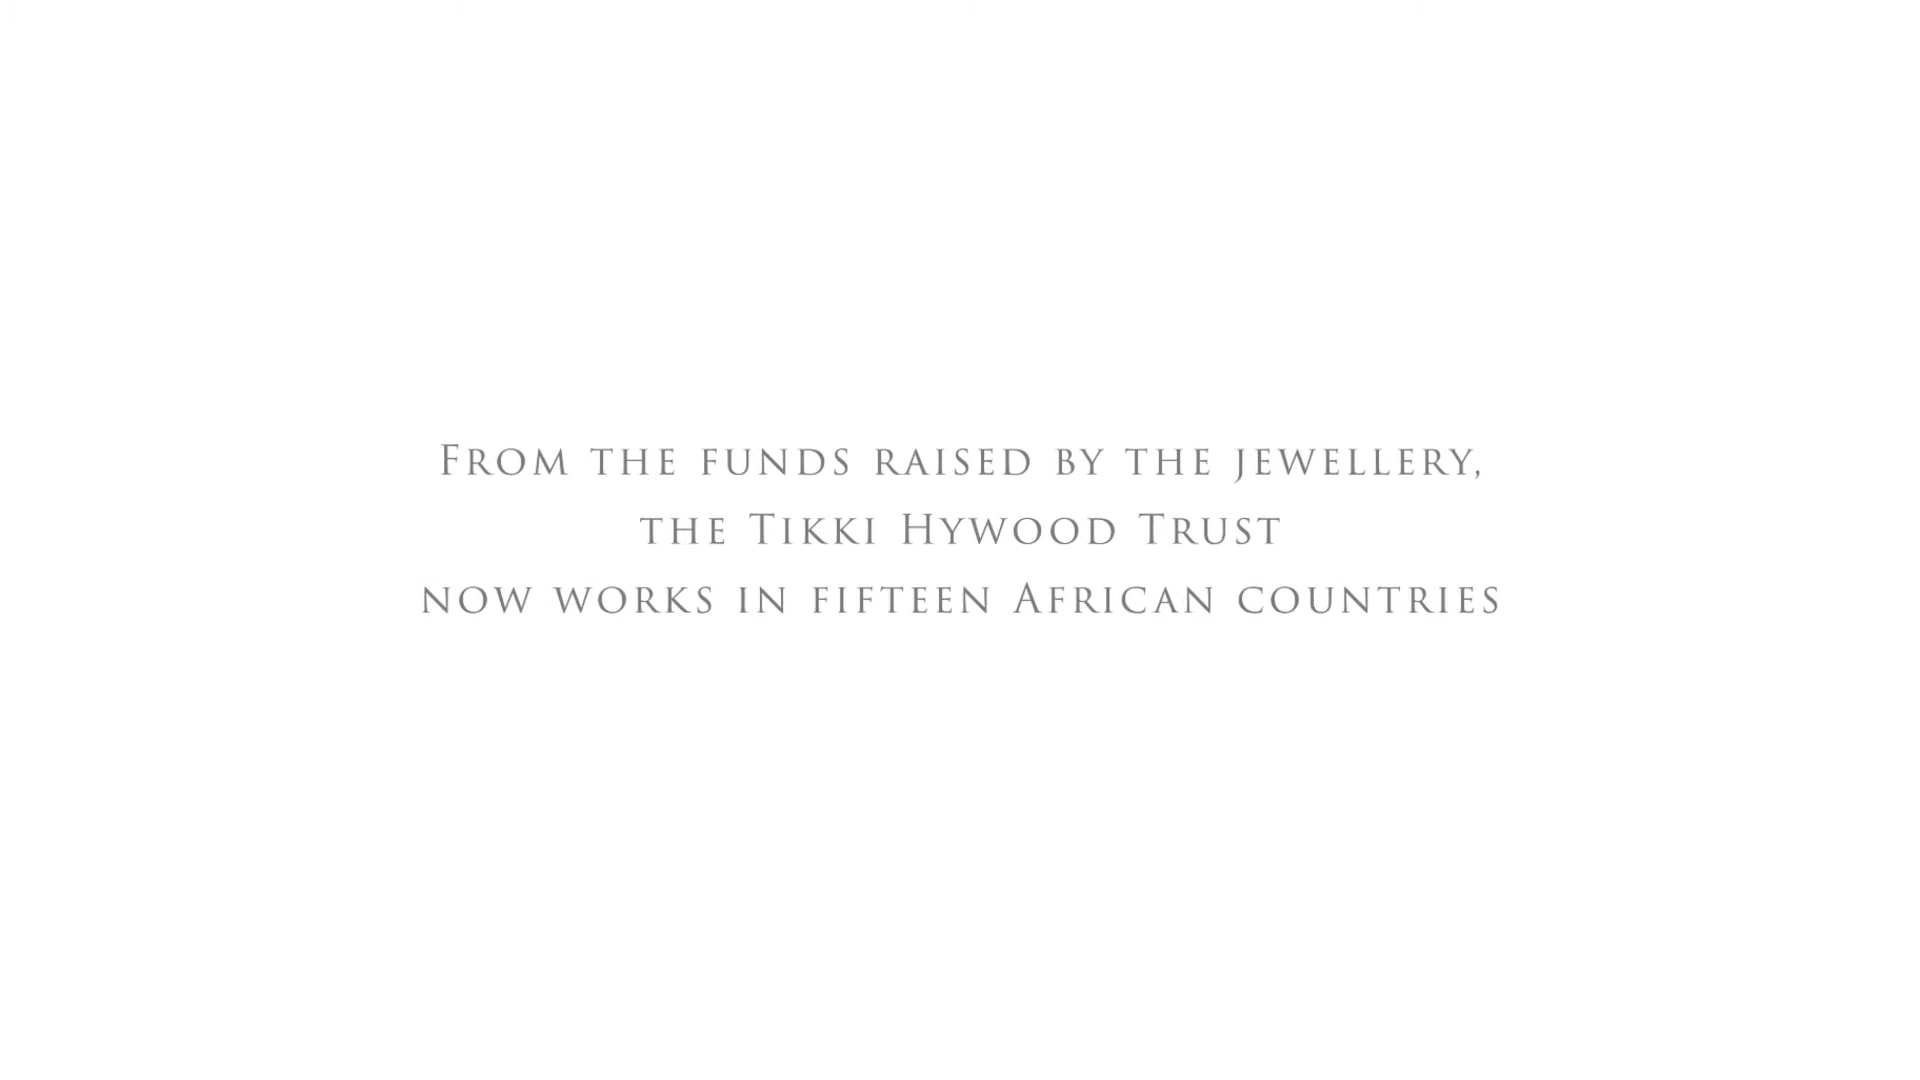 From the funds raised by the jewellery,
the Tikki Hywood Trust
now works in fifteen African countries